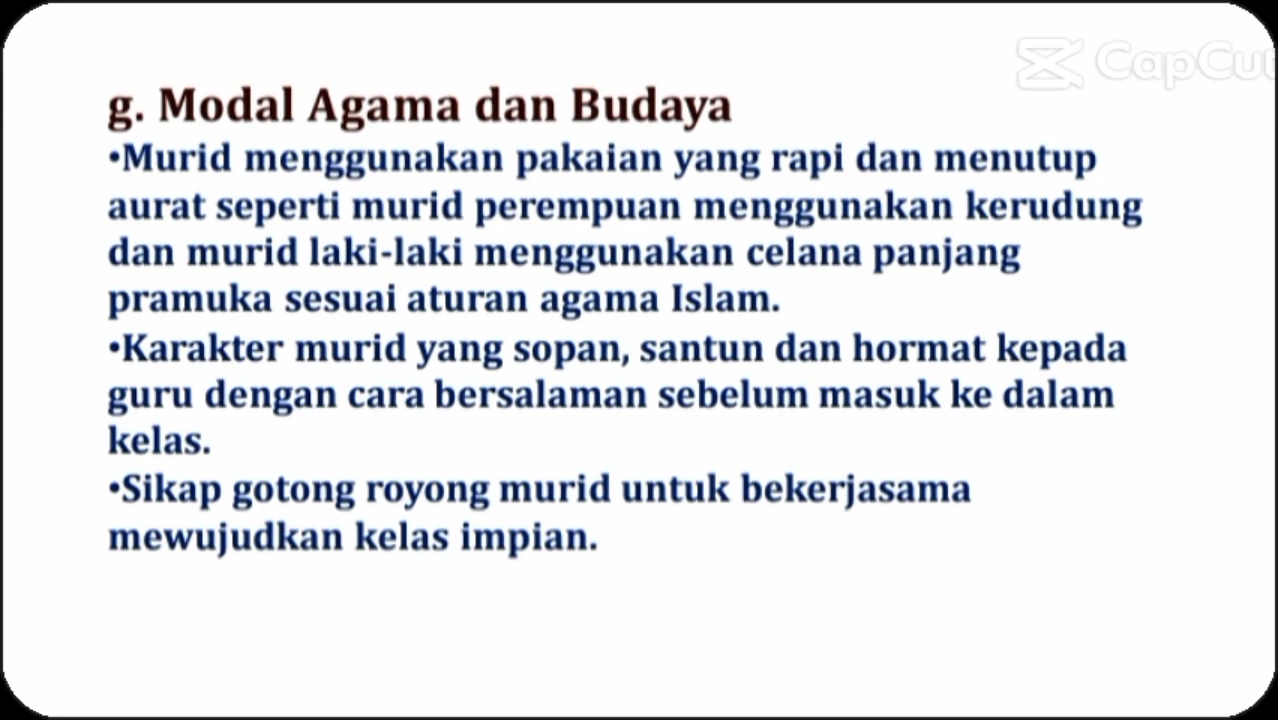 CapCut
g. Modal Agama dan Budaya
•Murid menggunakan pakaian yang rapi dan menutup
aurat seperti murid perempuan menggunakan kerudung
dan murid laki-laki menggunakan celana panjang
pramuka sesuai aturan agama Islam.
•Karakter murid yang sopan, santun dan hormat kepada
guru dengan cara bersalaman sebelum masuk ke dalam
kelas.
•Sikap gotong royong murid untuk bekerjasama
mewujudkan kelas impian.